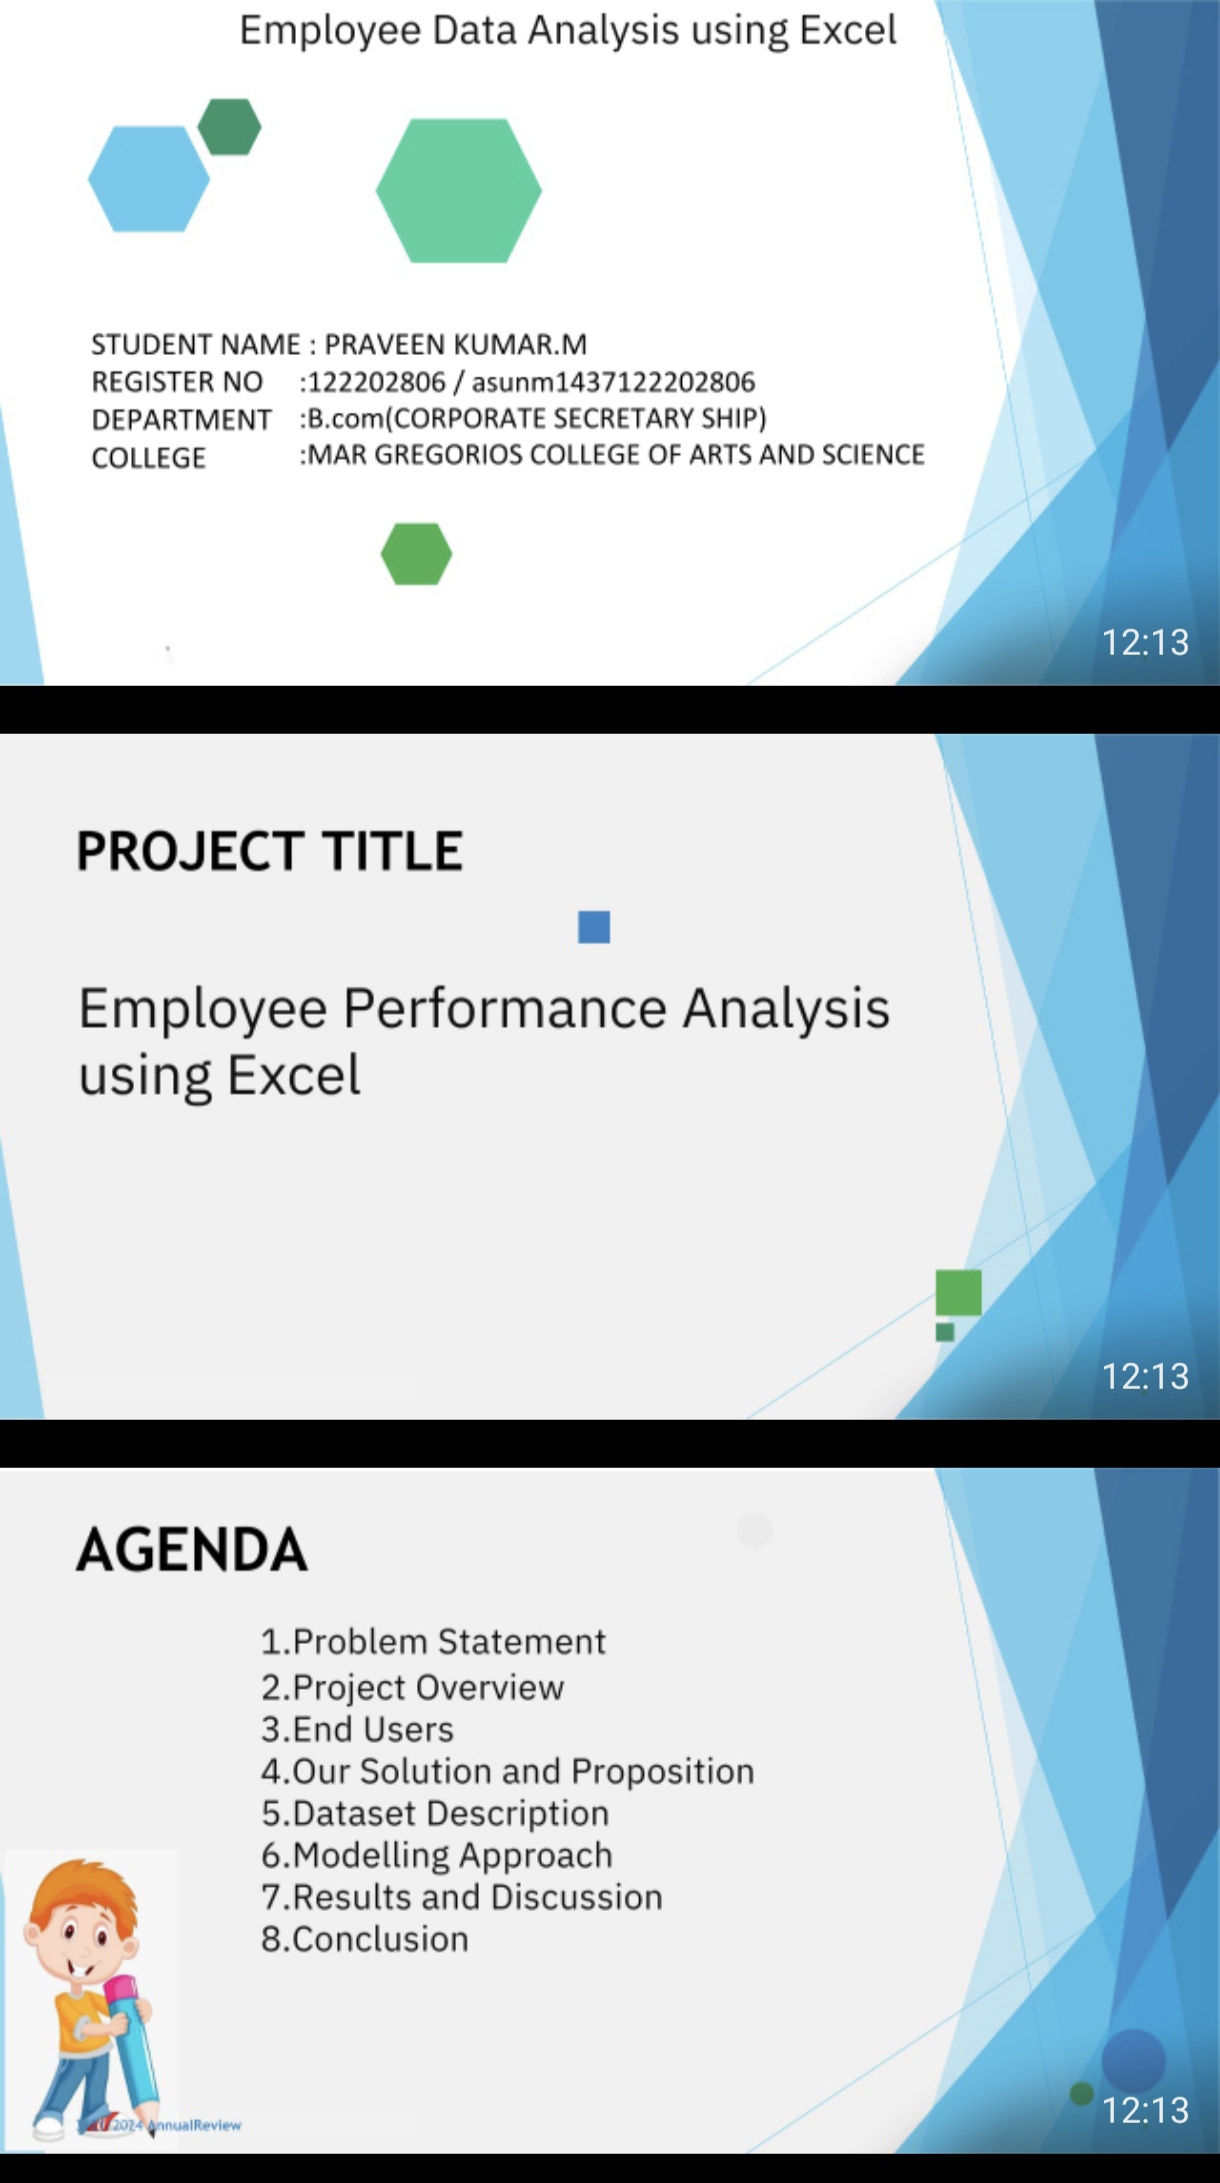 Employee Data Analysis using Excel
STUDENT NAME : PRAVEEN KUMAR.M
REGISTER NO :122202806 / asunm1437122202806
DEPARTMENT :B.com(CORPORATE SECRETARY SHIP)
COLLEGE :MAR GREGORIOS COLLEGE OF ARTS AND SCIENCE
12:13
PROJECT TITLE
Employee Performance Analysis
using Excel
12:13
AGENDA
1.Problem Statement
2.Project Overview
3.End Users
4.Our Solution and Proposition
5.Dataset Description
6.Modelling Approach
7.Results and Discussion
8.Conclusion
2024 AnnualReview
12:13